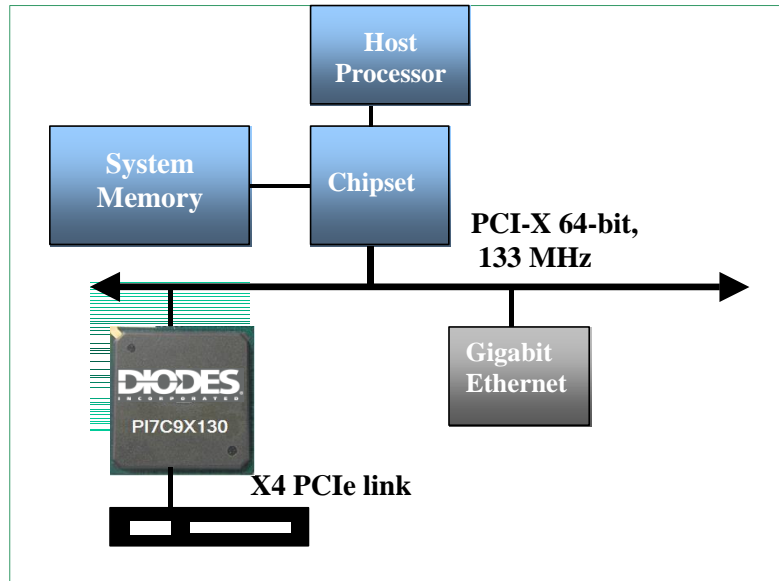 Host
Processor
System
Memory
Chipset
PCI-X 64-bit,
133 MHz
DIODES
INCORPORATED
PI7C9X130
Gigabit
Ethernet
X4 PCIe link